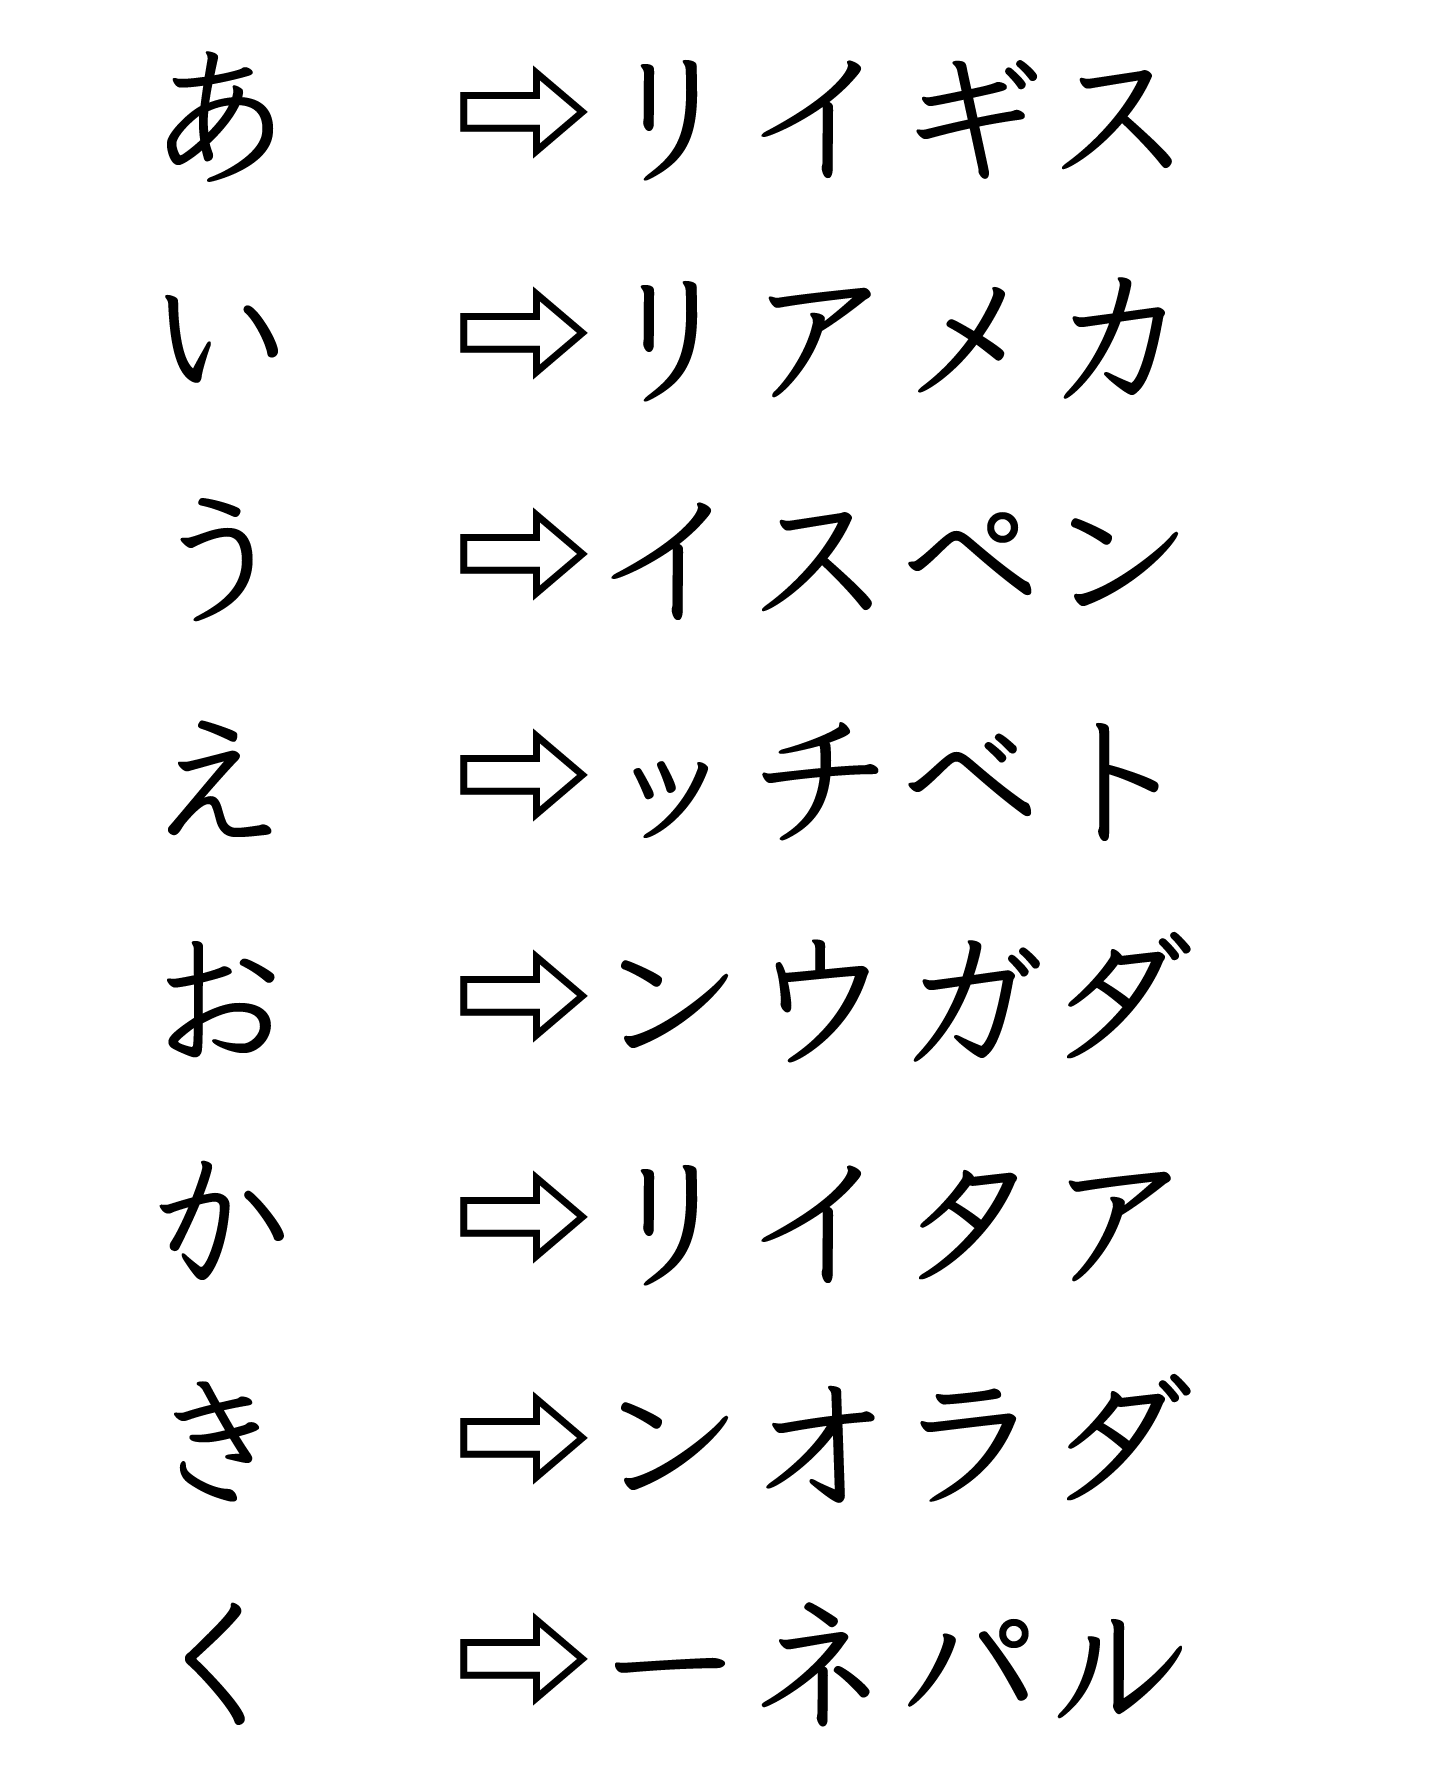 あ ⇨ リイギス
い ⇨ リアメカ
う ⇨ イスペン
え ⇨ ッチベト
お ⇨ ンウガダ
か ⇨ リイタア
き ⇨ ンオラダ
く ⇨ ーネパル